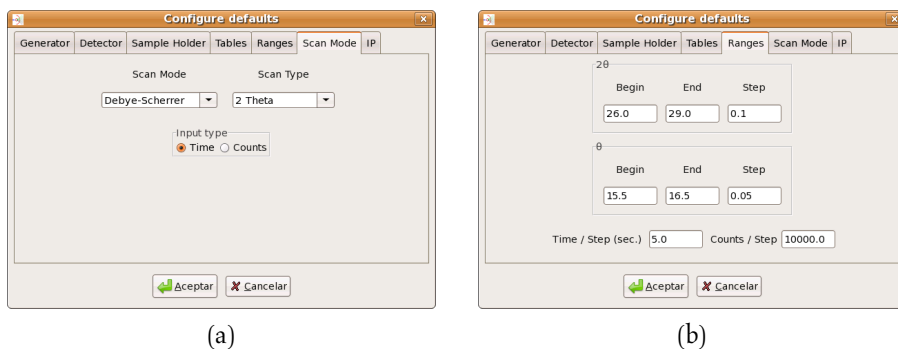 Configure defaults
Generator Detector Sample Holder Tables Ranges Scan Mode IP
Scan Mode Scan Type
Debye-Scherrer 2 Theta
Input type
Time Counts
Aceptar Cancelar
(a)
Configure defaults
Generator Detector Sample Holder Tables Ranges Scan Mode IP
2θ
Begin End Step
26.0 29.0 0.1
θ
Begin End Step
15.5 16.5 0.05
Time / Step (sec.) 5.0 Counts / Step 10000.0
Aceptar Cancelar
(b)